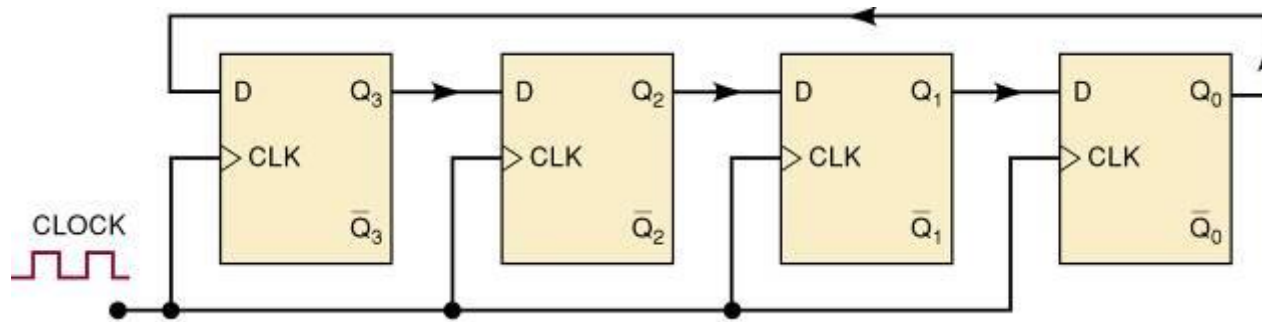 D Q₃ D Q₂ D Q₁ D Q₀
CLK CLK CLK CLK
CLOCK Q̅₃ Q̅₂ Q̅₁ Q̅₀